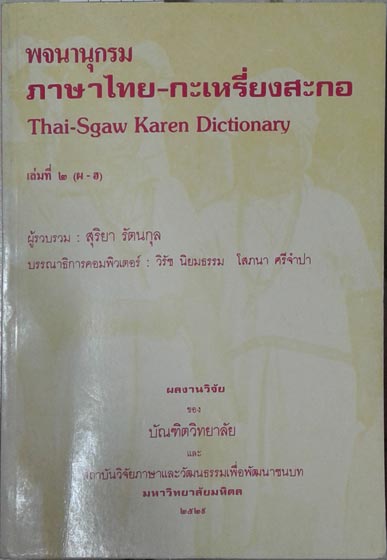 พจนานุกรม
ภาษาไทย-กะเหรี่ยงสะกอ
Thai-Sgaw Karen Dictionary
เล่มที่ ๒ (ผ - ฮ)
ผู้รวบรวม : สุริยา รัตนกุล
บรรณาธิการคอมพิวเตอร์ : วิรัช นิยมธรรม โสภนา ศรีจำปา
ผลงานวิจัย
ของ
บัณฑิตวิทยาลัย
และ
สถาบันวิจัยภาษาและวัฒนธรรมเพื่อพัฒนาชนบท
มหาวิทยาลัยมหิดล
๒๕๒๙